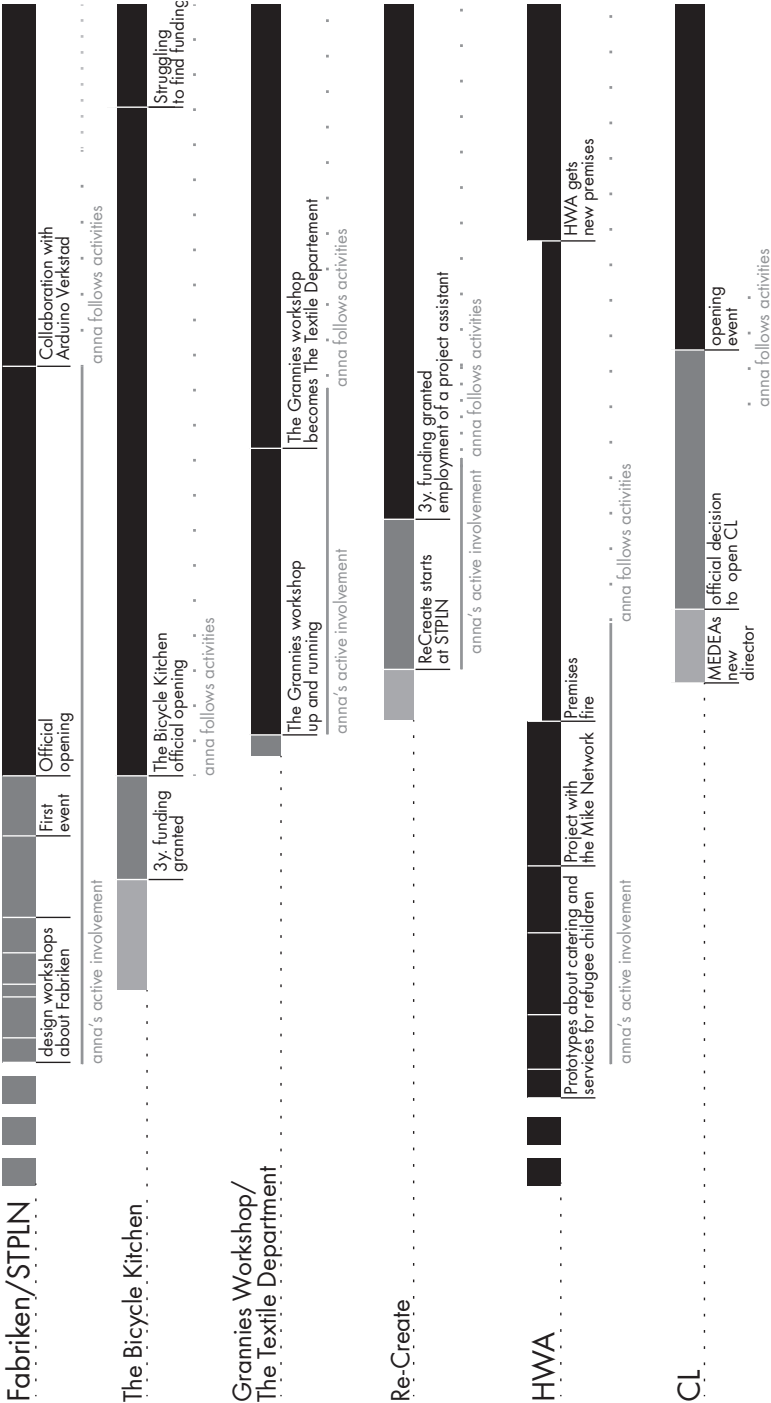 Fabriken/STPLN
design workshops
about Fabriken
First
event
Official
opening
Collaboration with
Arduino Verkstad
anna's active involvement
anna follows activities
The Bicycle Kitchen
3y. funding
granted
The Bicycle Kitchen
official opening
Struggling
to find funding
anna follows activities
Grannies Workshop/
The Textile Department
The Grannies workshop
up and running
The Grannies workshop
becomes The Textile Departement
anna's active involvement
anna follows activities
Re-Create
ReCreate starts
at STPLN
3y. funding granted
employment of a project assistant
anna's active involvement
anna follows activities
HWA
Prototypes about catering and
services for refugee children
Project with
the Mike Network
Premises
fire
HWA gets
new premises
anna's active involvement
anna follows activities
CL
MEDEAs
new
director
official decision
to open CL
opening
event
anna follows activities